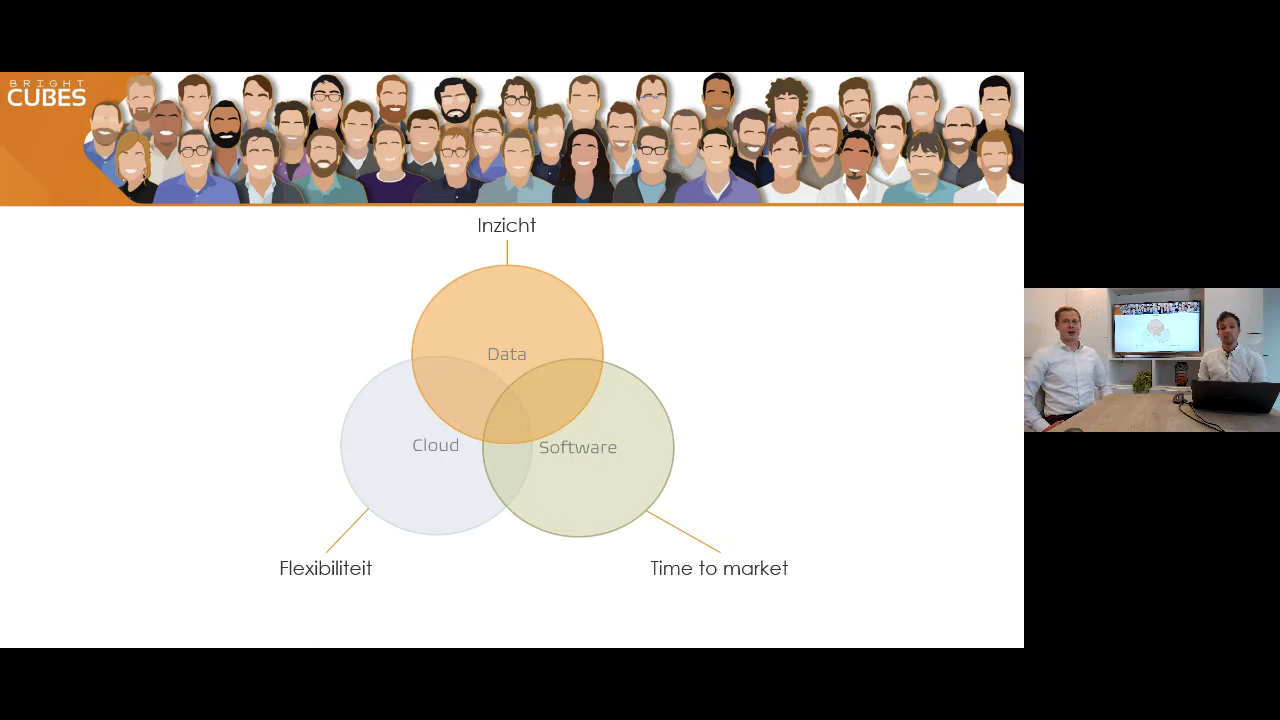 BRIGHT
CUBES
Inzicht
Data
Cloud
Software
Flexibiliteit
Time to market